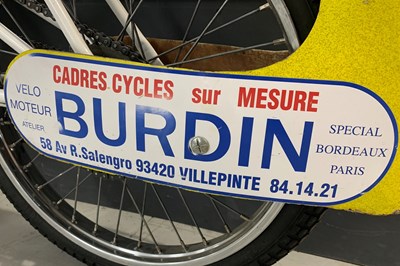 CADRES CYCLES sur MESURE
VELO
MOTEUR
ATELIER
BURDIN
SPECIAL
BORDEAUX
PARIS
58 Av R.Salengro 93420 VILLEPINTE 84.14.21